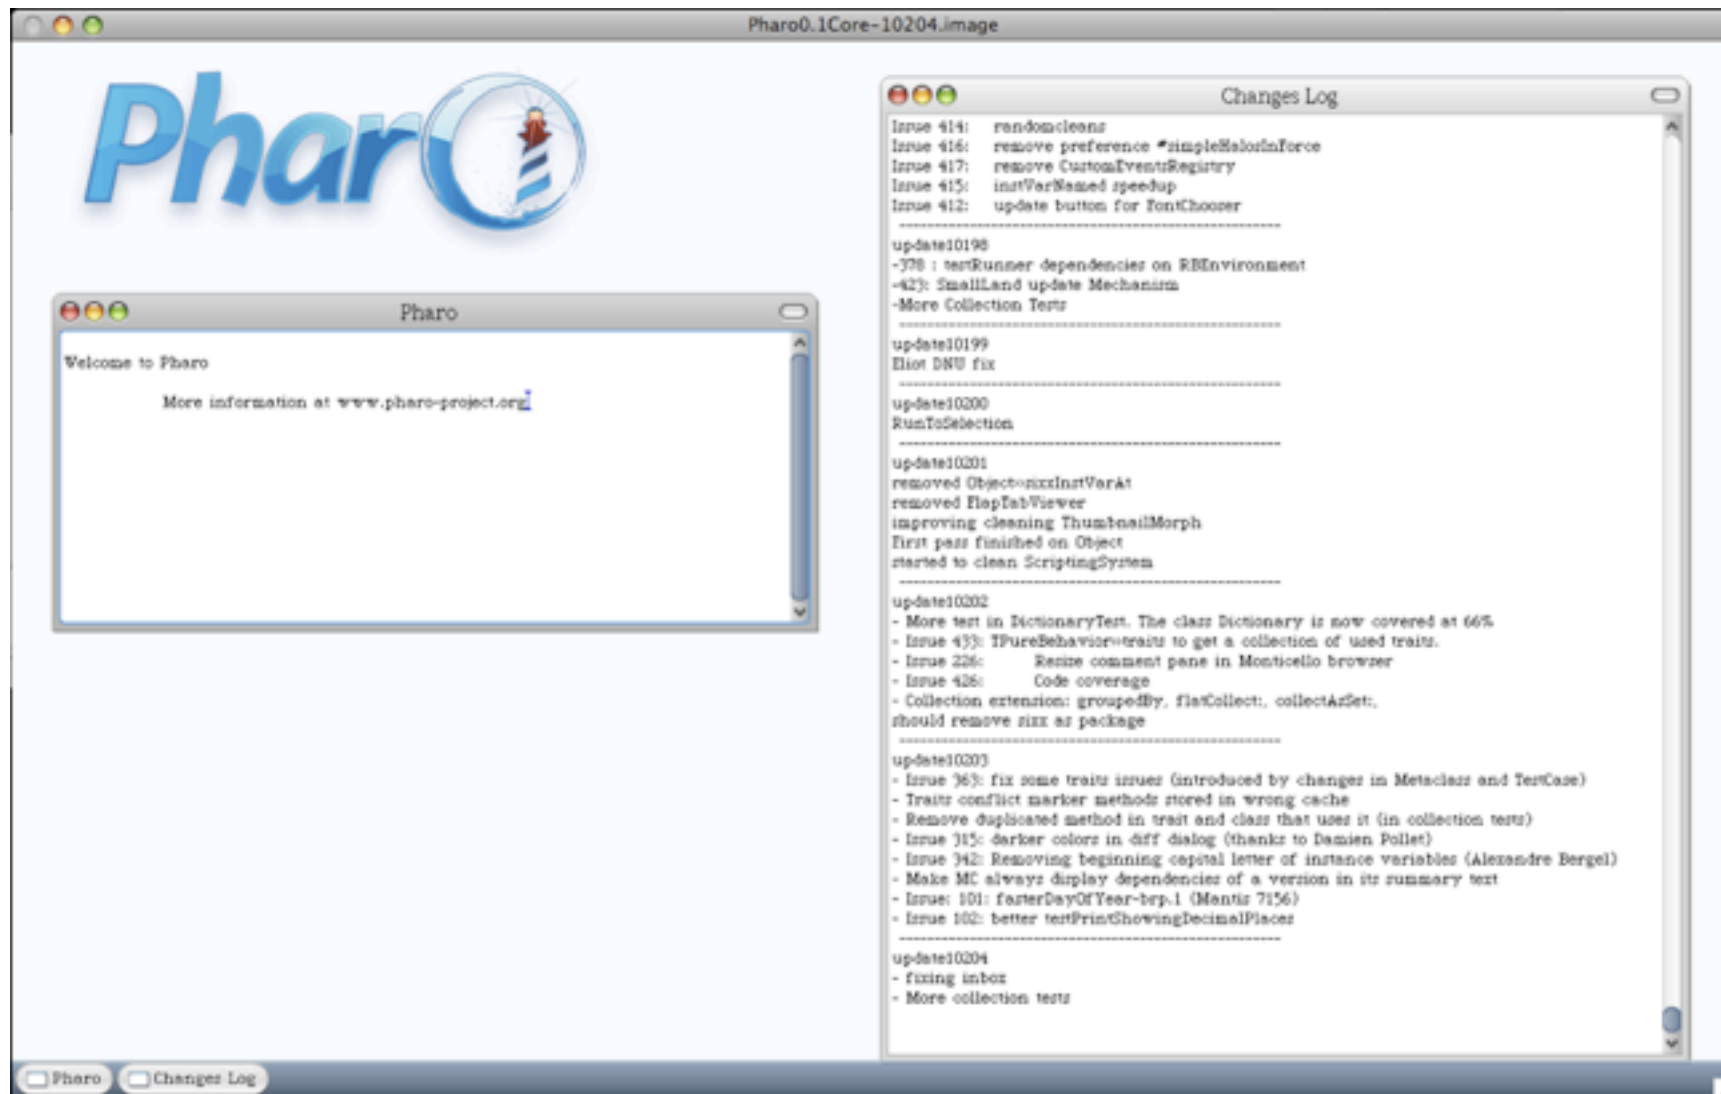 Pharo0.1Core-10204.image
Pharo
Pharo
Welcome to Pharo
More information at www.pharo-project.org.
Changes Log
Issue 414: randomcleans
Issue 416: remove preference #simpleHalosInForce
Issue 417: remove CustomEventsRegistry
Issue 415: instVarNamed speedup
Issue 412: update button for FontChooser
------------------------------------------------------
update10198
-378 : testRunner dependencies on RBEnvironment
-423: SmallLand update Mechanism
-More Collection Tests
------------------------------------------------------
update10199
Eliot DNU fix
------------------------------------------------------
update10200
RunToSelection
------------------------------------------------------
update10201
removed Object>>sixxInstVarAt
removed FlapTabViewer
improving cleaning ThumbnailMorph
First pass finished on Object
started to clean ScriptingSystem
------------------------------------------------------
update10202
- More test in DictionaryTest. The class Dictionary is now covered at 66%
- Issue 433: TPureBehavior>>traits to get a collection of used traits.
- Issue 226: Resize comment pane in Monticello browser
- Issue 426: Code coverage
- Collection extension: groupedBy, flatCollect:, collectAsSet:,
should remove sixx as package
------------------------------------------------------
update10203
- Issue 363: fix some traits issues (introduced by changes in Metaclass and TestCase)
- Traits conflict marker methods stored in wrong cache
- Remove duplicated method in trait and class that uses it (in collection tests)
- Issue 315: darker colors in diff dialog (thanks to Damien Pollet)
- Issue 342: Removing beginning capital letter of instance variables (Alexandre Bergel)
- Make MC always display dependencies of a version in its summary text
- Issue: 101: fasterDayOfYear-brp.1 (Mantis 7156)
- Issue 102: better testPrintShowingDecimalPlaces
------------------------------------------------------
update10204
- fixing inbox
- More collection tests
Pharo
Changes Log